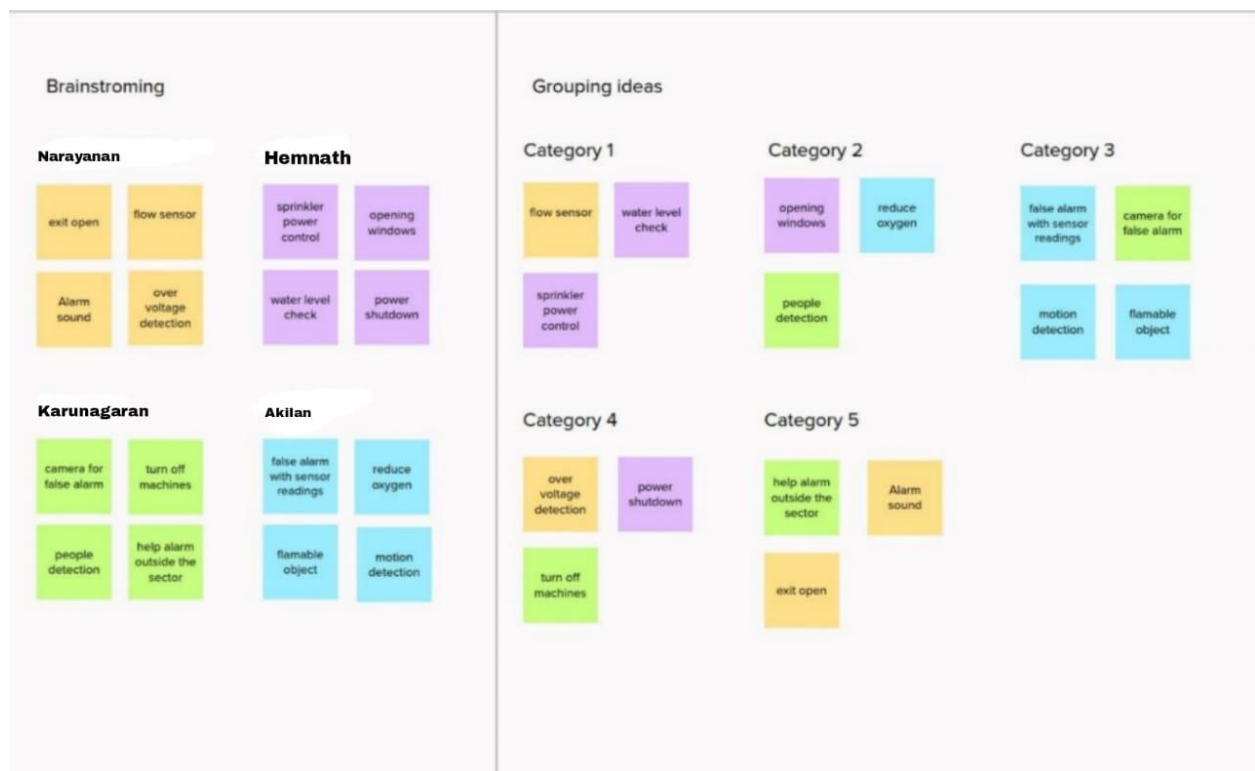 Brainstroming
Narayanan
exit open
flow sensor
Alarm
sound
over
voltage
detection
Hemnath
sprinkler
power
control
opening
windows
water level
check
power
shutdown
Karunagaran
camera for
false alarm
turn off
machines
people
detection
help alarm
outside the
sector
Akilan
false alarm
with sensor
readings
reduce
oxygen
flamable
object
motion
detection
Grouping ideas
Category 1
flow sensor
water level
check
sprinkler
power
control
Category 2
opening
windows
reduce
oxygen
people
detection
Category 3
false alarm
with sensor
readings
camera for
false alarm
motion
detection
flamable
object
Category 4
over
voltage
detection
power
shutdown
turn off
machines
Category 5
help alarm
outside the
sector
Alarm
sound
exit open